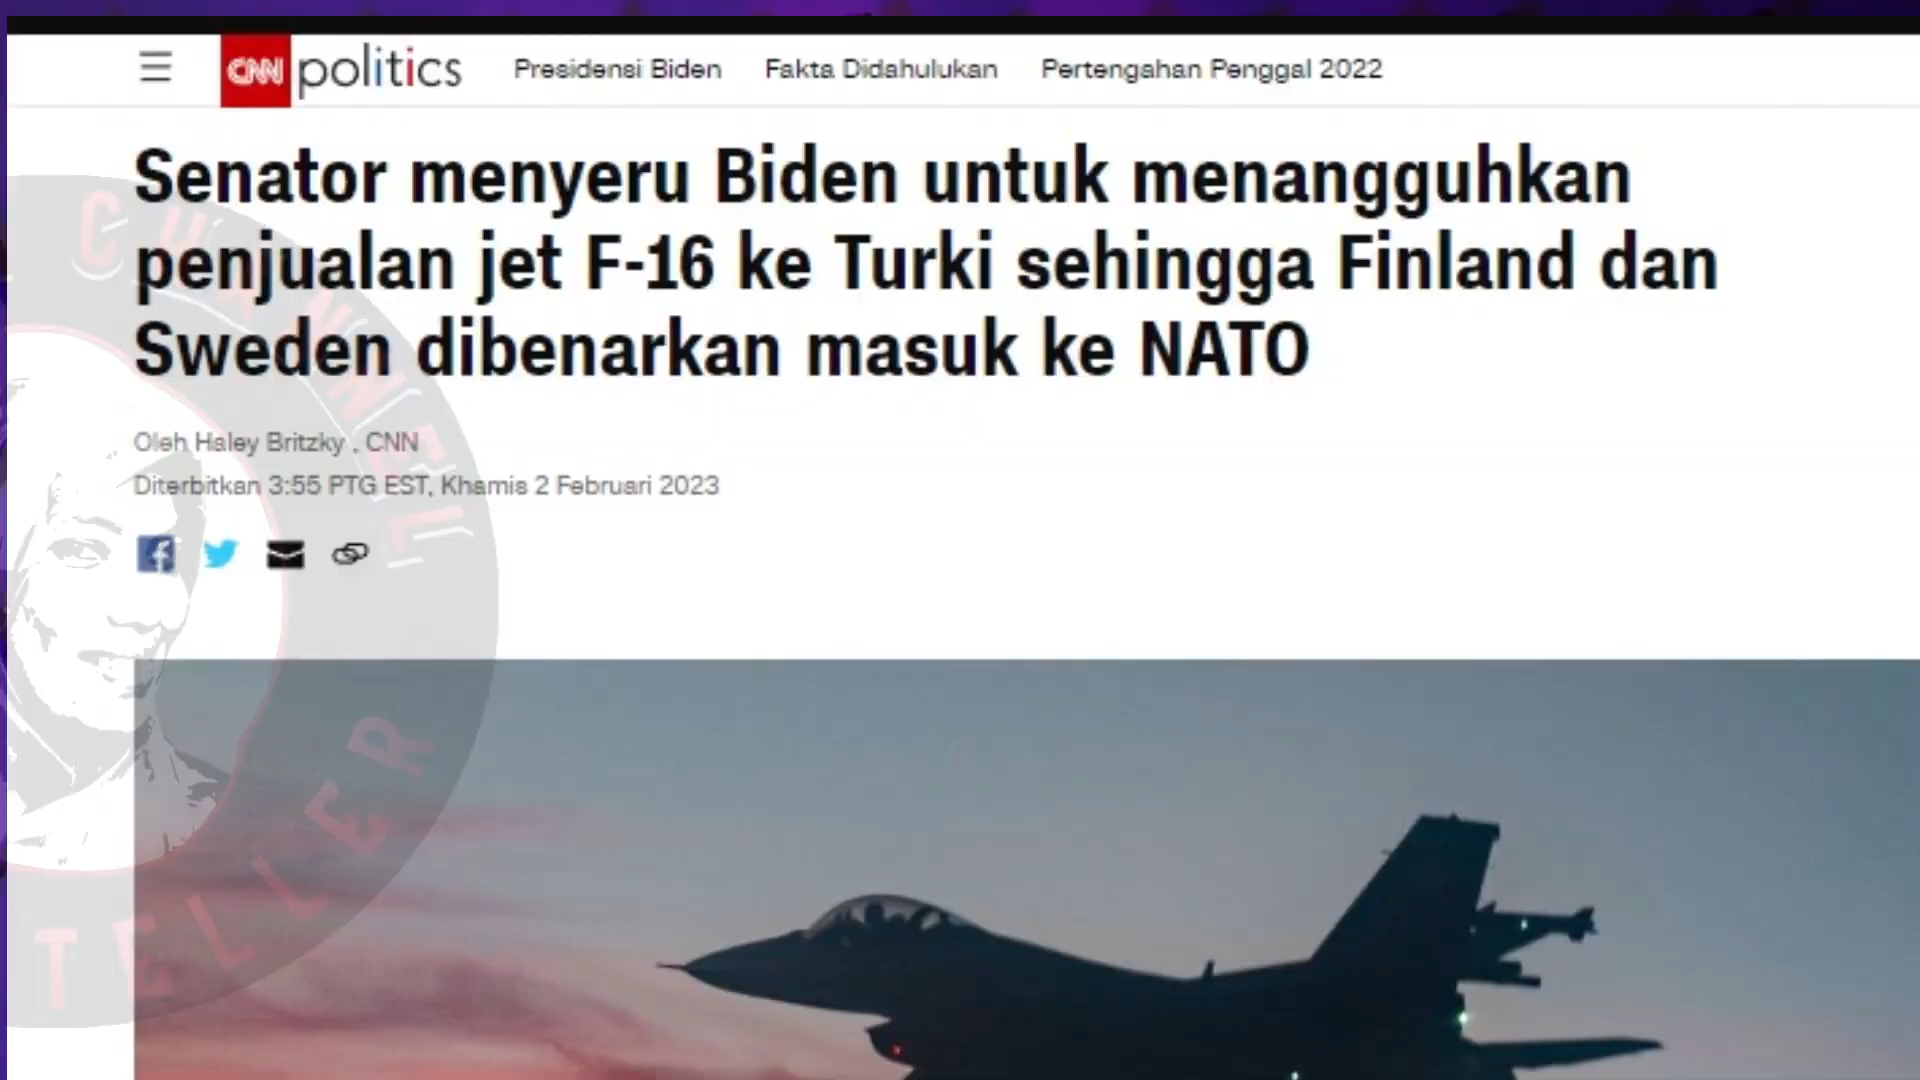 CNN politics Presidensi Biden Fakta Didahulukan Pertengahan Penggal 2022
Senator menyeru Biden untuk menangguhkan
penjualan jet F-16 ke Turki sehingga Finland dan
Sweden dibenarkan masuk ke NATO
Oleh Haley Britzky , CNN
Diterbitkan 3:55 PTG EST, Khamis 2 Februari 2023
CHANNEL
TELLER